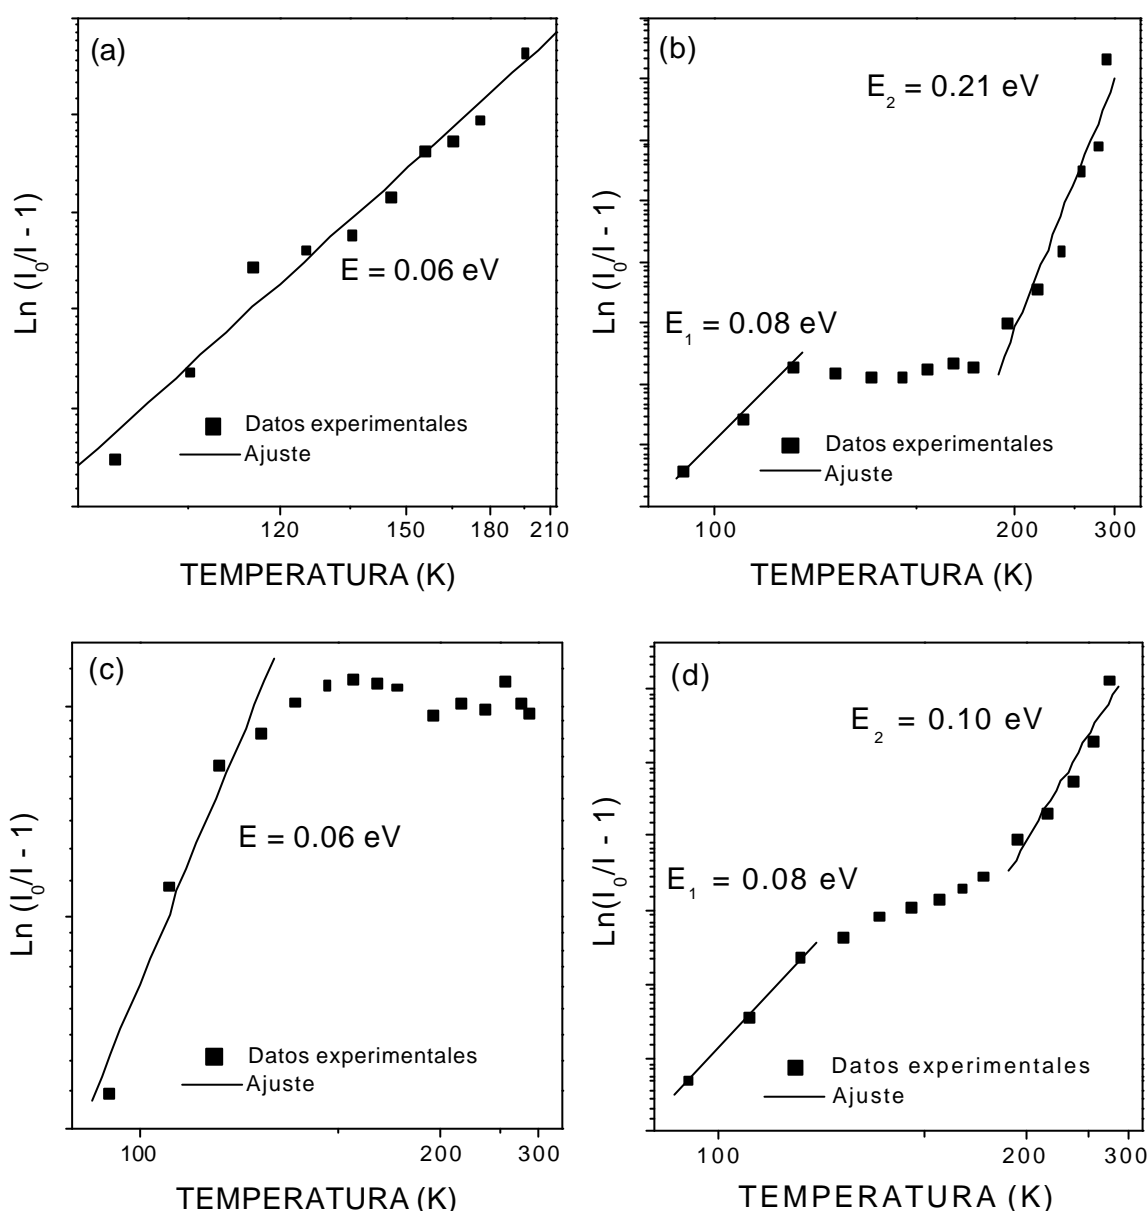 (a)
E = 0.06 eV
Datos experimentales
Ajuste
Ln (I₀/I - 1)
120 150 180 210
TEMPERATURA (K)
(b)
E₂ = 0.21 eV
E₁ = 0.08 eV
Datos experimentales
Ajuste
Ln (I₀/I - 1)
100 200 300
TEMPERATURA (K)
(c)
E = 0.06 eV
Datos experimentales
Ajuste
Ln (I₀/I - 1)
100 200 300
TEMPERATURA (K)
(d)
E₂ = 0.10 eV
E₁ = 0.08 eV
Datos experimentales
Ajuste
Ln(I₀/I - 1)
100 200 300
TEMPERATURA (K)